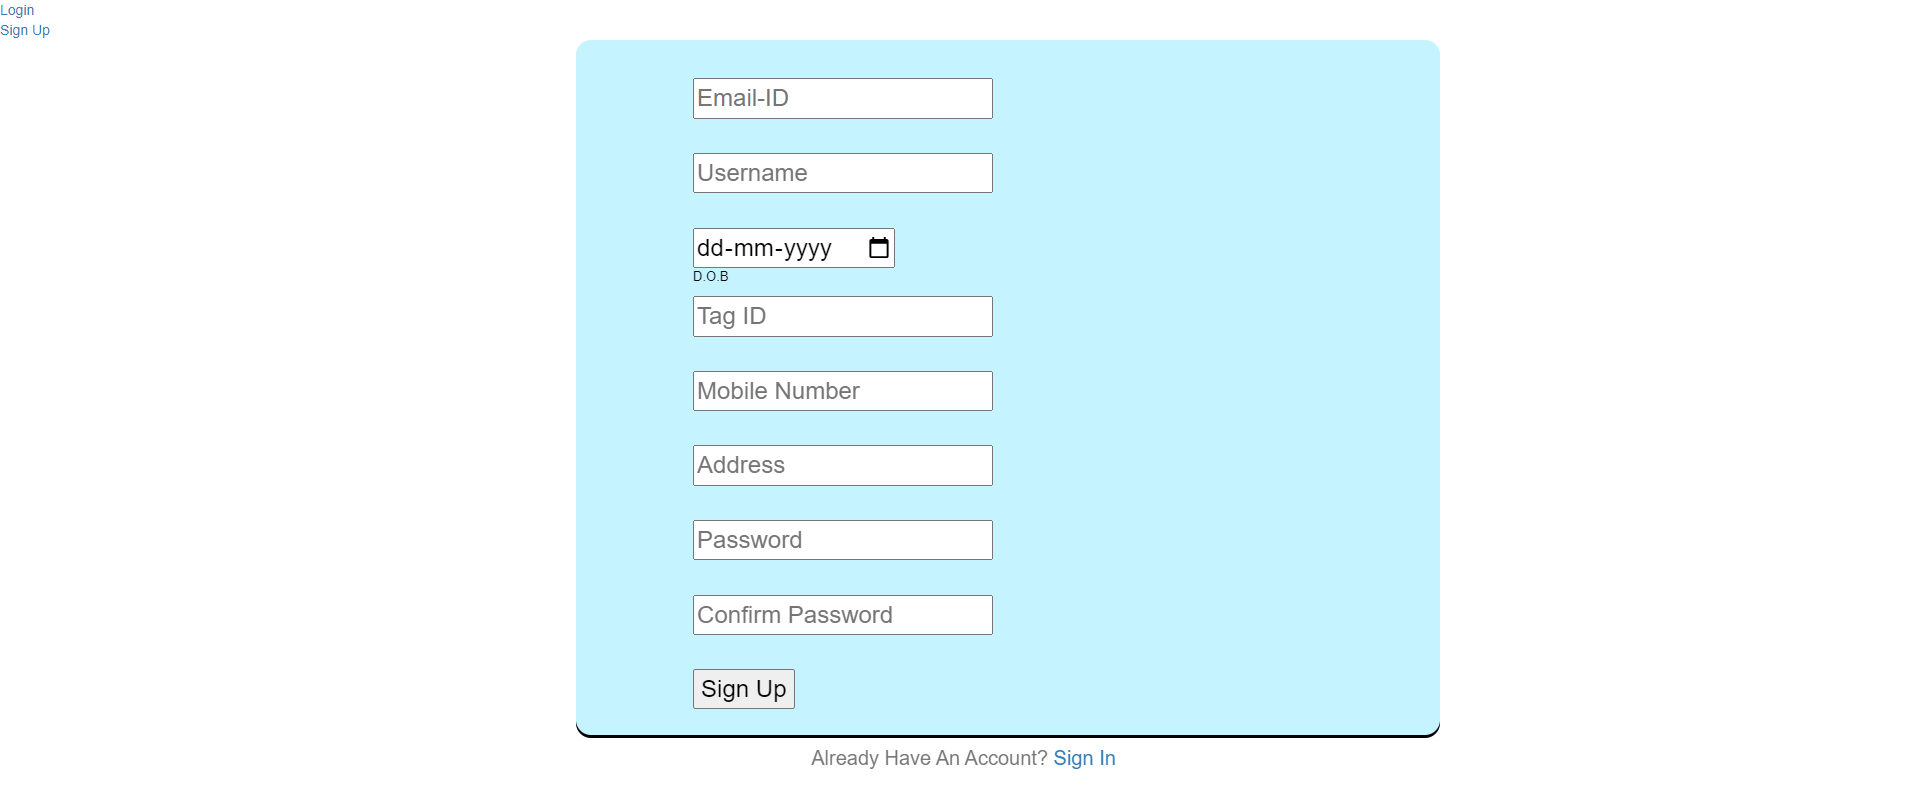 Login
Sign Up
Email-ID
Username
dd-mm-yyyy
D.O.B
Tag ID
Mobile Number
Address
Password
Confirm Password
Sign Up
Already Have An Account? Sign In